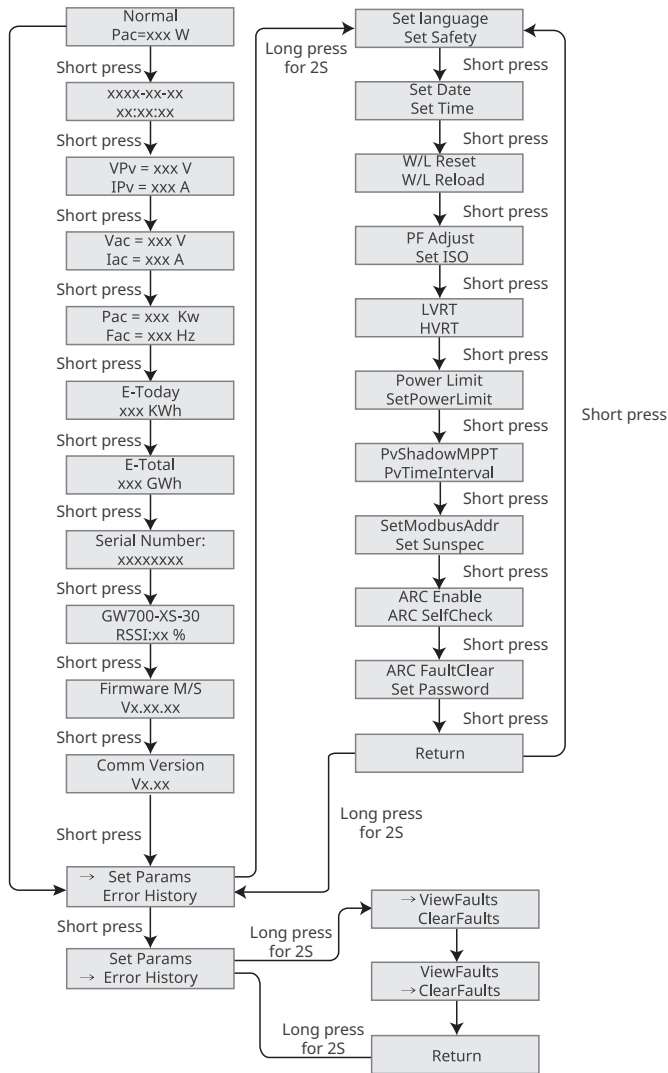 Normal
Pac=xxx W
Short press
xxxx-xx-xx
xx:xx:xx
Short press
VPv = xxx V
IPv = xxx A
Short press
Vac = xxx V
Iac = xxx A
Short press
Pac = xxx Kw
Fac = xxx Hz
Short press
E-Today
xxx KWh
Short press
E-Total
xxx GWh
Short press
Serial Number:
xxxxxxxx
Short press
GW700-XS-30
RSSI:xx %
Short press
Firmware M/S
Vx.xx.xx
Short press
Comm Version
Vx.xx
Short press
→ Set Params
Error History
Short press
Set Params
→ Error History
Long press
for 2S
Set language
Set Safety
Short press
Set Date
Set Time
Short press
W/L Reset
W/L Reload
Short press
PF Adjust
Set ISO
Short press
LVRT
HVRT
Short press
Power Limit
SetPowerLimit
Short press
PvShadowMPPT
PvTimeInterval
Short press
SetModbusAddr
Set Sunspec
Short press
ARC Enable
ARC SelfCheck
Short press
ARC FaultClear
Set Password
Short press
Return
Short press
Long press
for 2S
Long press
for 2S
→ ViewFaults
ClearFaults
ViewFaults
→ ClearFaults
Long press
for 2S
Return